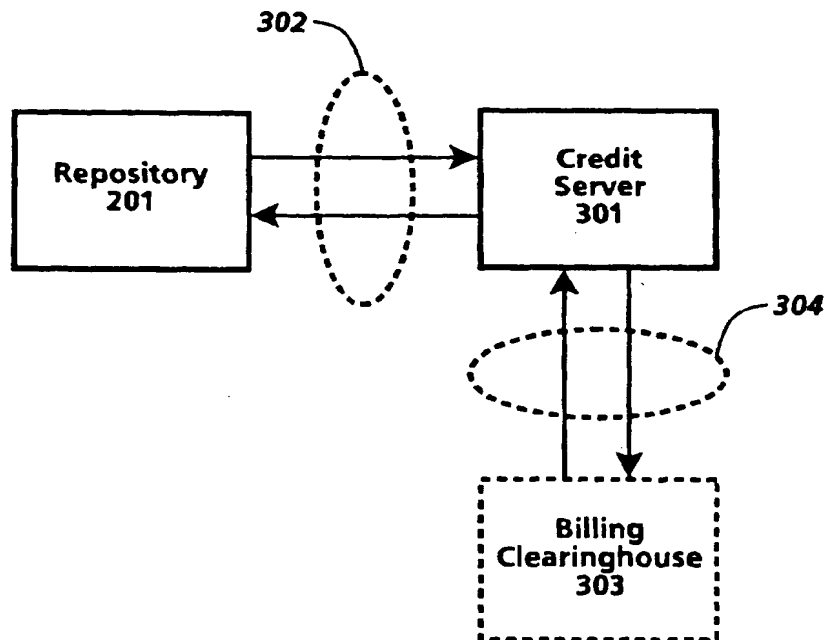 302
Repository
201
Credit
Server
301
304
Billing
Clearinghouse
303